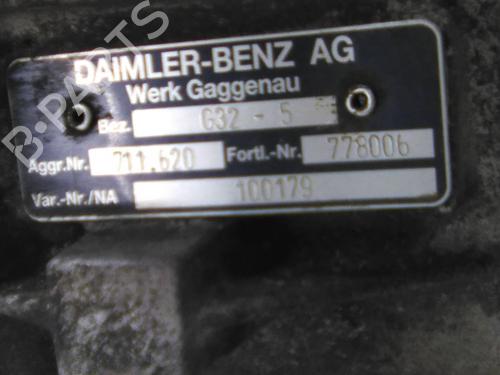 DAIMLER-BENZ AG
Werk Gaggenau
Bez. G32 - 5
Aggr.Nr. 711.620 Fortl.-Nr. 778006
Var.-Nr./NA 100179
B-PARTS